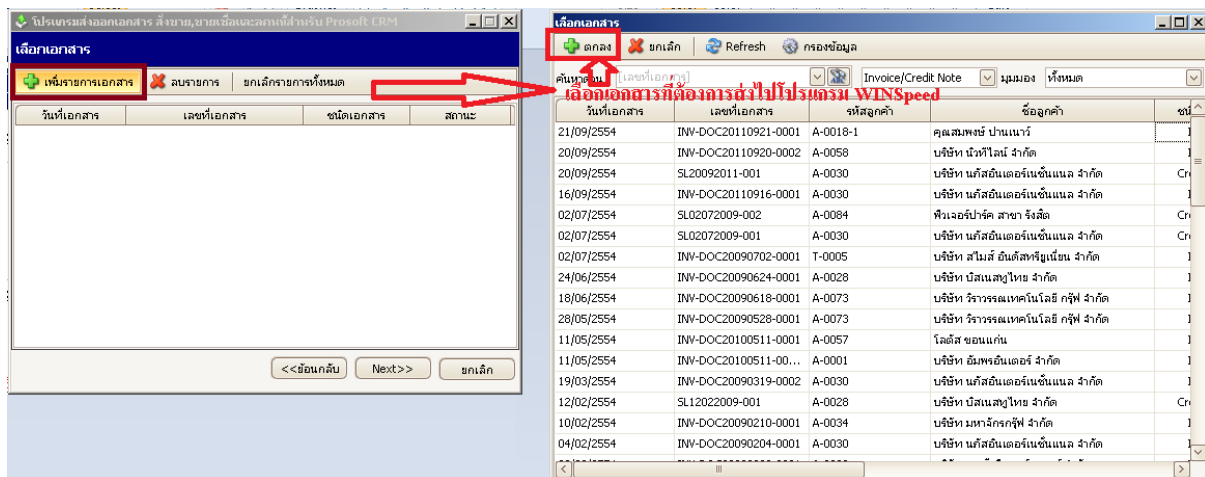 โปรแกรมส่งออกเอกสาร สั่งขาย,ขายเชื่อและลดหนี้สำหรับ Prosoft CRM
เลือกเอกสาร
เพิ่มรายการเอกสาร ลบรายการ ยกเลิกรายการทั้งหมด
วันที่เอกสาร เลขที่เอกสาร ชนิดเอกสาร สถานะ
<<ย้อนกลับ Next>> ยกเลิก
เลือกเอกสาร
ตกลง ยกเลิก Refresh กรองข้อมูล
ค้นหาด้วย [เลขที่เอกสาร] Invoice/Credit Note มุมมอง ทั้งหมด
เลือกเอกสารที่ต้องการส่งไปโปรแกรม WINSpeed
วันที่เอกสาร เลขที่เอกสาร รหัสลูกค้า ชื่อลูกค้า
21/09/2554 INV-DOC20110921-0001 A-0018-1 คุณสมพงษ์ ปานเนาว์
20/09/2554 INV-DOC20110920-0002 A-0058 บริษัท นิวทีไลน์ จำกัด
20/09/2554 SL20092011-001 A-0030 บริษัท นภัสอินเตอร์เนชั่นแนล จำกัด Cr
16/09/2554 INV-DOC20110916-0001 A-0030 บริษัท นภัสอินเตอร์เนชั่นแนล จำกัด
02/07/2554 SL02072009-002 A-0084 ฟิวเจอร์ปาร์ค สาขา รังสิต Cr
02/07/2554 SL02072009-001 A-0030 บริษัท นภัสอินเตอร์เนชั่นแนล จำกัด Cr
02/07/2554 INV-DOC20090702-0001 T-0005 บริษัท สไมส์ อินดัสทรียูเนี่ยน จำกัด
24/06/2554 INV-DOC20090624-0001 A-0028 บริษัท บิสเนสทูไทย จำกัด
18/06/2554 INV-DOC20090618-0001 A-0073 บริษัท วิราวรรณเทคโนโลยี กรุ๊ฟ จำกัด
28/05/2554 INV-DOC20090528-0001 A-0073 บริษัท วิราวรรณเทคโนโลยี กรุ๊ฟ จำกัด
11/05/2554 INV-DOC20100511-0001 A-0057 โลตัส ขอนแก่น
11/05/2554 INV-DOC20100511-00... A-0001 บริษัท อัมพรอินเตอร์ จำกัด
19/03/2554 INV-DOC20090319-0002 A-0030 บริษัท นภัสอินเตอร์เนชั่นแนล จำกัด
12/02/2554 SL12022009-001 A-0028 บริษัท บิสเนสทูไทย จำกัด Cr
10/02/2554 INV-DOC20090210-0001 A-0034 บริษัท มหาจักรกรุ๊ฟ จำกัด
04/02/2554 INV-DOC20090204-0001 A-0030 บริษัท นภัสอินเตอร์เนชั่นแนล จำกัด